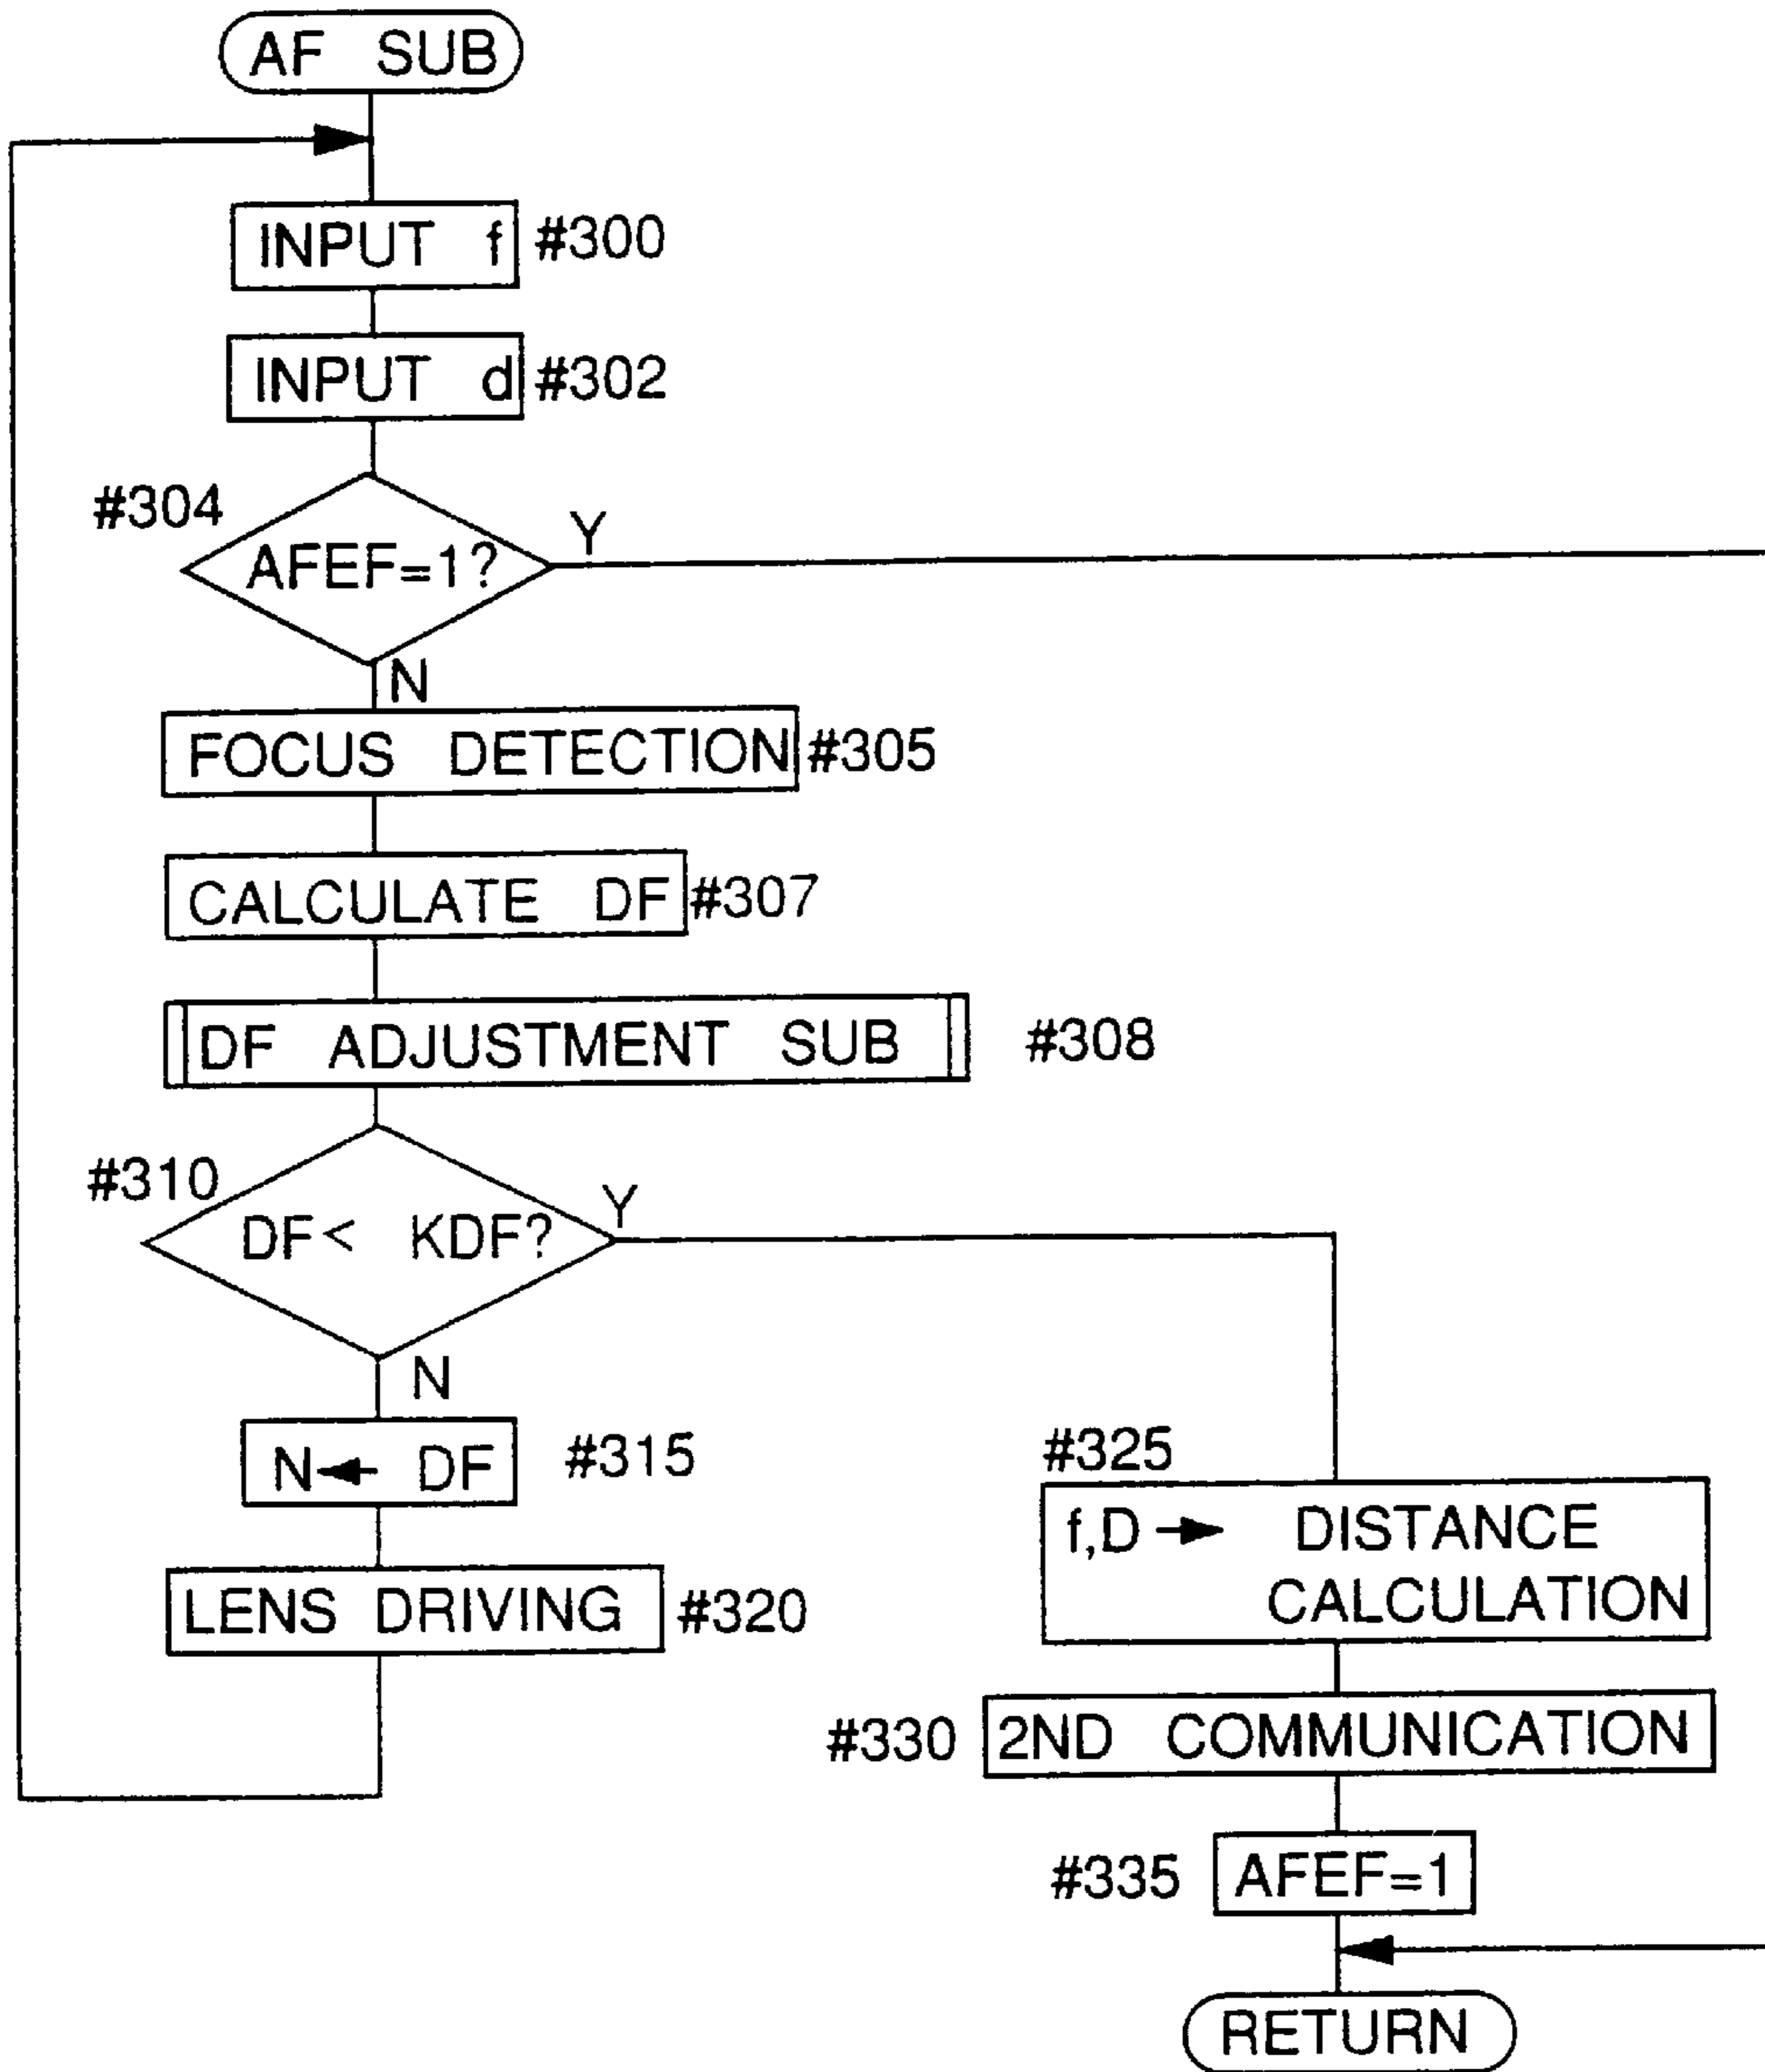 AF SUB
INPUT f #300
INPUT d #302
#304
AFEF=1?
Y
N
FOCUS DETECTION #305
CALCULATE DF #307
DF ADJUSTMENT SUB #308
#310
DF< KDF?
Y
N
N← DF #315
LENS DRIVING #320
#325
f,D → DISTANCE
CALCULATION
#330 2ND COMMUNICATION
#335 AFEF=1
RETURN